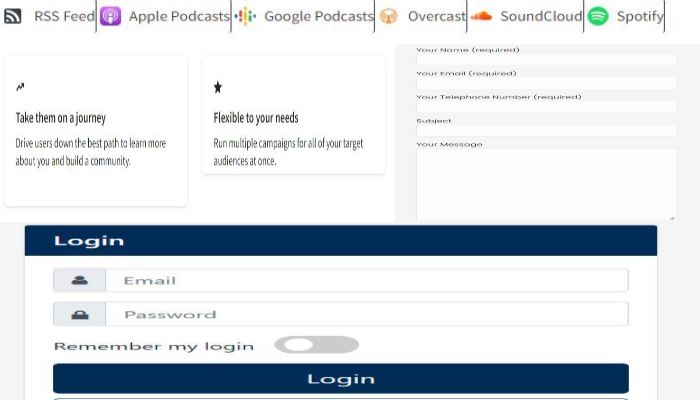 RSS Feed Apple Podcasts Google Podcasts Overcast SoundCloud Spotify
Take them on a journey
Drive users down the best path to learn more
about you and build a community.
Flexible to your needs
Run multiple campaigns for all of your target
audiences at once.
Your Name (required)
Your Email (required)
Your Telephone Number (required)
Subject
Your Message
Login
Email
Password
Remember my login
Login